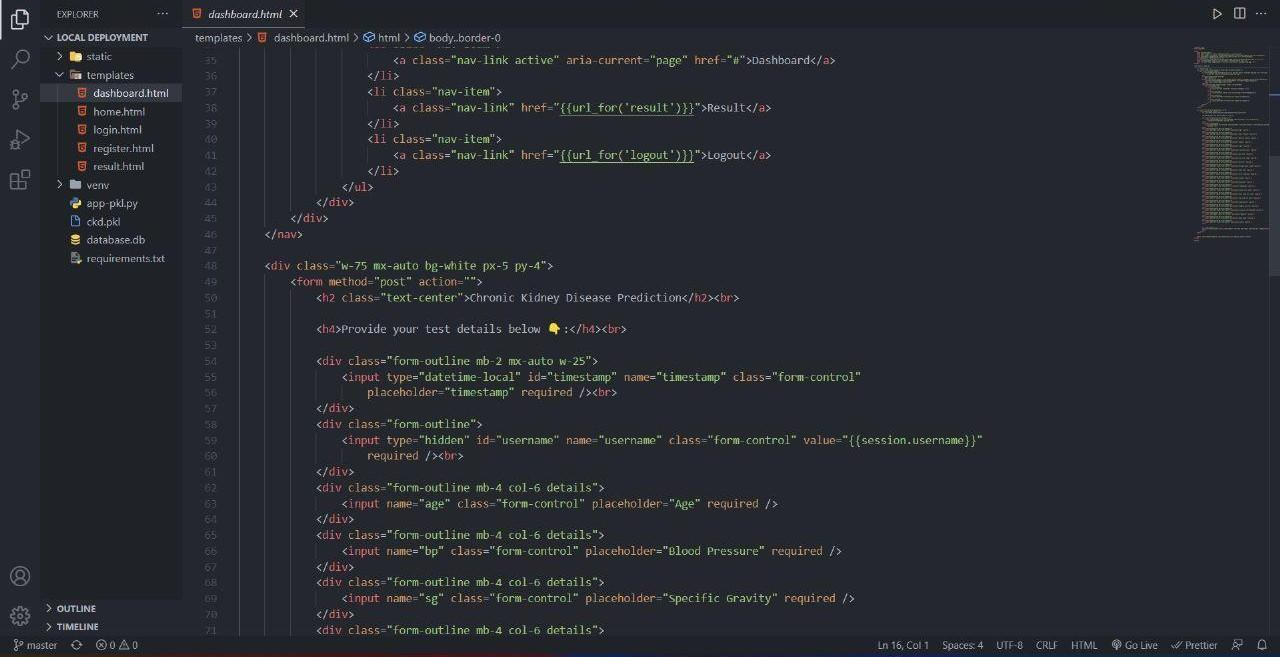 EXPLORER
LOCAL DEPLOYMENT
static
templates
dashboard.html
home.html
login.html
register.html
result.html
venv
app-pkl.py
ckd.pkl
database.db
requirements.txt
OUTLINE
TIMELINE
dashboard.html
templates > dashboard.html > html > body..border-0
35 <a class="nav-link active" aria-current="page" href="#">Dashboard</a>
36 </li>
37 <li class="nav-item">
38 <a class="nav-link" href="{{url_for('result')}}">Result</a>
39 </li>
40 <li class="nav-item">
41 <a class="nav-link" href="{{url_for('logout')}}">Logout</a>
42 </li>
43 </ul>
44 </div>
45 </div>
46 </nav>
47
48 <div class="w-75 mx-auto bg-white px-5 py-4">
49 <form method="post" action="">
50 <h2 class="text-center">Chronic Kidney Disease Prediction</h2><br>
51
52 <h4>Provide your test details below 👇:</h4><br>
53
54 <div class="form-outline mb-2 mx-auto w-25">
55 <input type="datetime-local" id="timestamp" name="timestamp" class="form-control"
56 placeholder="timestamp" required /><br>
57 </div>
58 <div class="form-outline">
59 <input type="hidden" id="username" name="username" class="form-control" value="{{session.username}}"
60 required /><br>
61 </div>
62 <div class="form-outline mb-4 col-6 details">
63 <input name="age" class="form-control" placeholder="Age" required />
64 </div>
65 <div class="form-outline mb-4 col-6 details">
66 <input name="bp" class="form-control" placeholder="Blood Pressure" required />
67 </div>
68 <div class="form-outline mb-4 col-6 details">
69 <input name="sg" class="form-control" placeholder="Specific Gravity" required />
70 </div>
71 <div class="form-outline mb-4 col-6 details">
master 0 0 Ln 16, Col 1 Spaces: 4 UTF-8 CRLF HTML Go Live Prettier